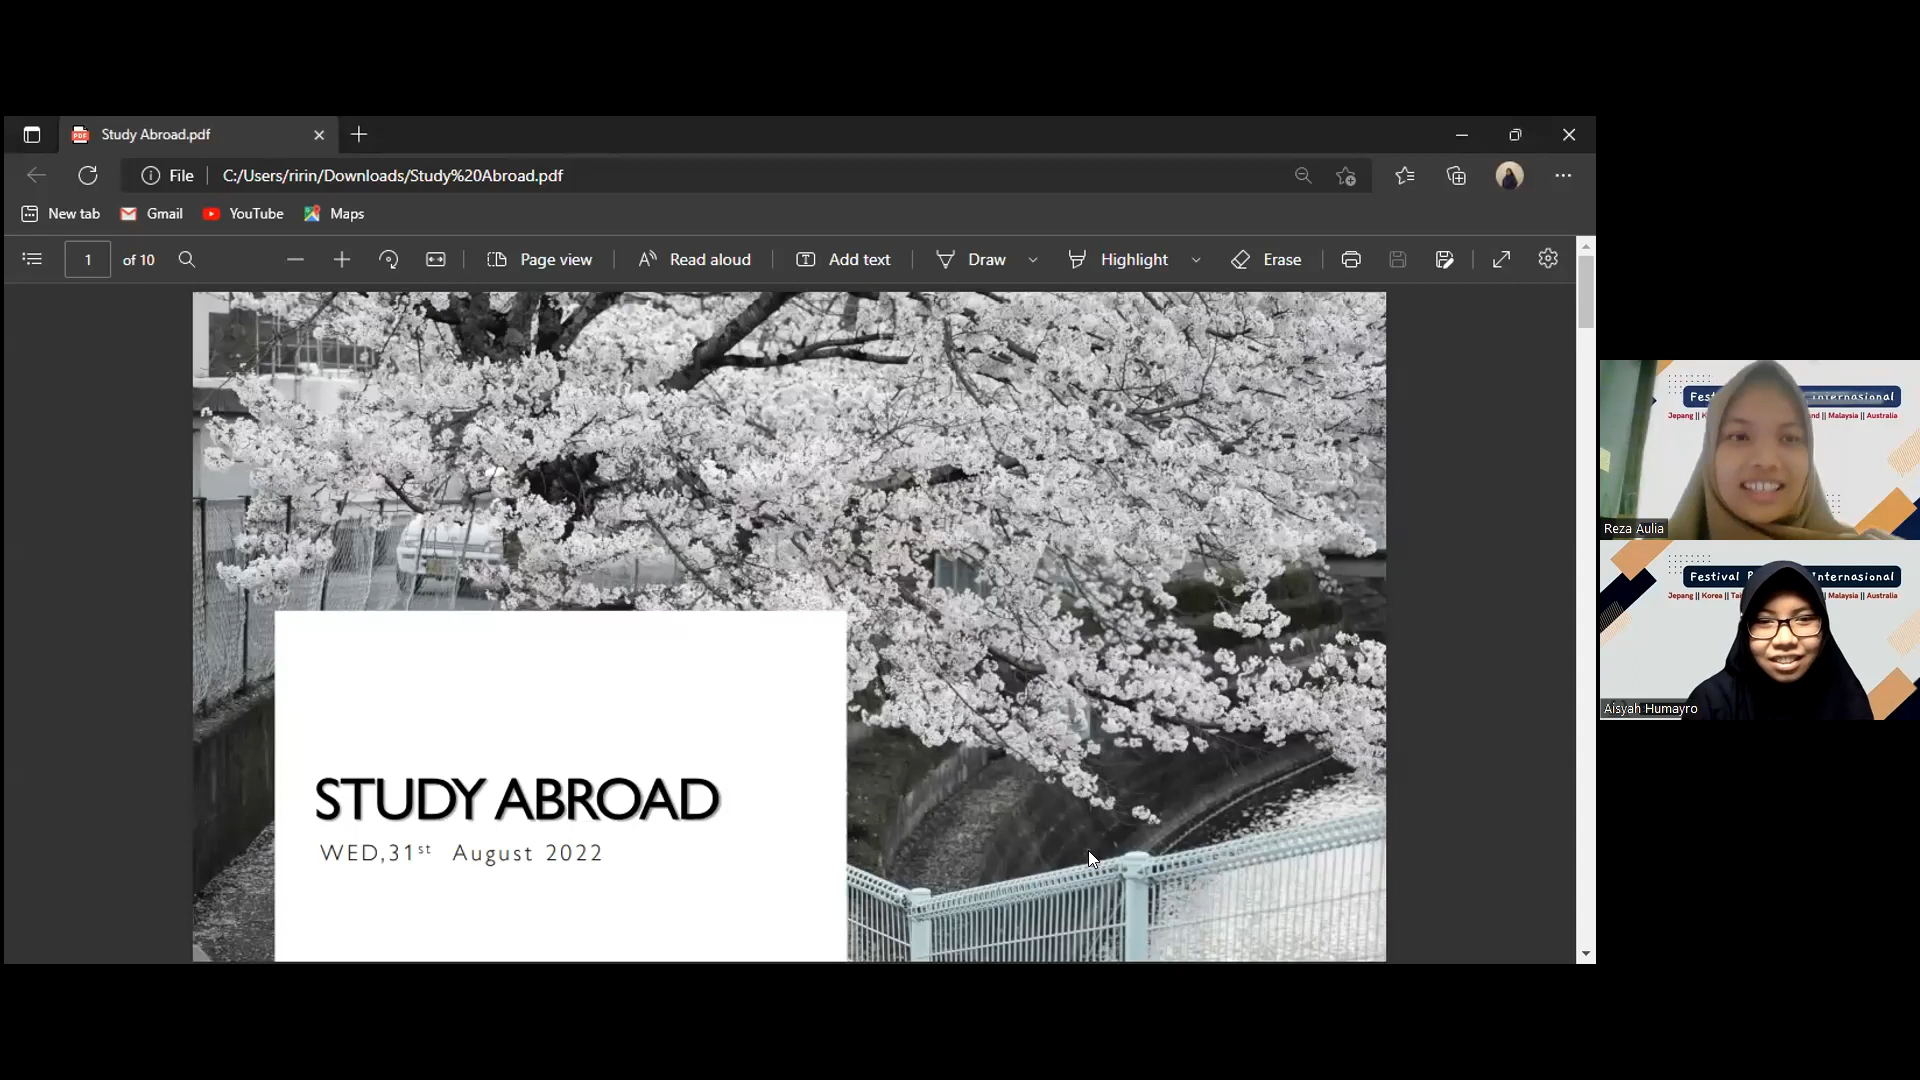 Study Abroad.pdf
File C:/Users/ririn/Downloads/Study%20Abroad.pdf
New tab Gmail YouTube Maps
1 of 10 Page view Read aloud Add text Draw Highlight Erase
STUDY ABROAD
WED,31st August 2022
Internasional
Jepang || Malaysia || Australia
Reza Aulia
Festival Internasional
Jepang || Korea || Malaysia || Australia
Aisyah Humayro